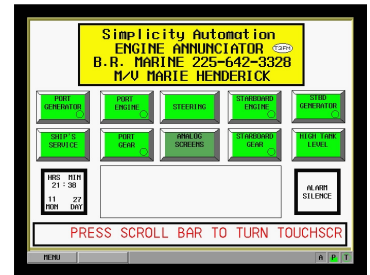 Simplicity Automation
ENGINE ANNUNCIATOR
B.R. MARINE 225-642-3328
M/V MARIE HENDERICK
PORT GENERATOR
PORT ENGINE
STEERING
STARBOARD ENGINE
STBD GENERATOR
SHIP'S SERVICE
PORT GEAR
ANALOG SCREENS
STARBOARD GEAR
HIGH TANK LEVEL
HRS MIN
21:38
11 27
MON DAY
ALARM SILENCE
PRESS SCROLL BAR TO TURN TOUCHSCR
MENU
A P T